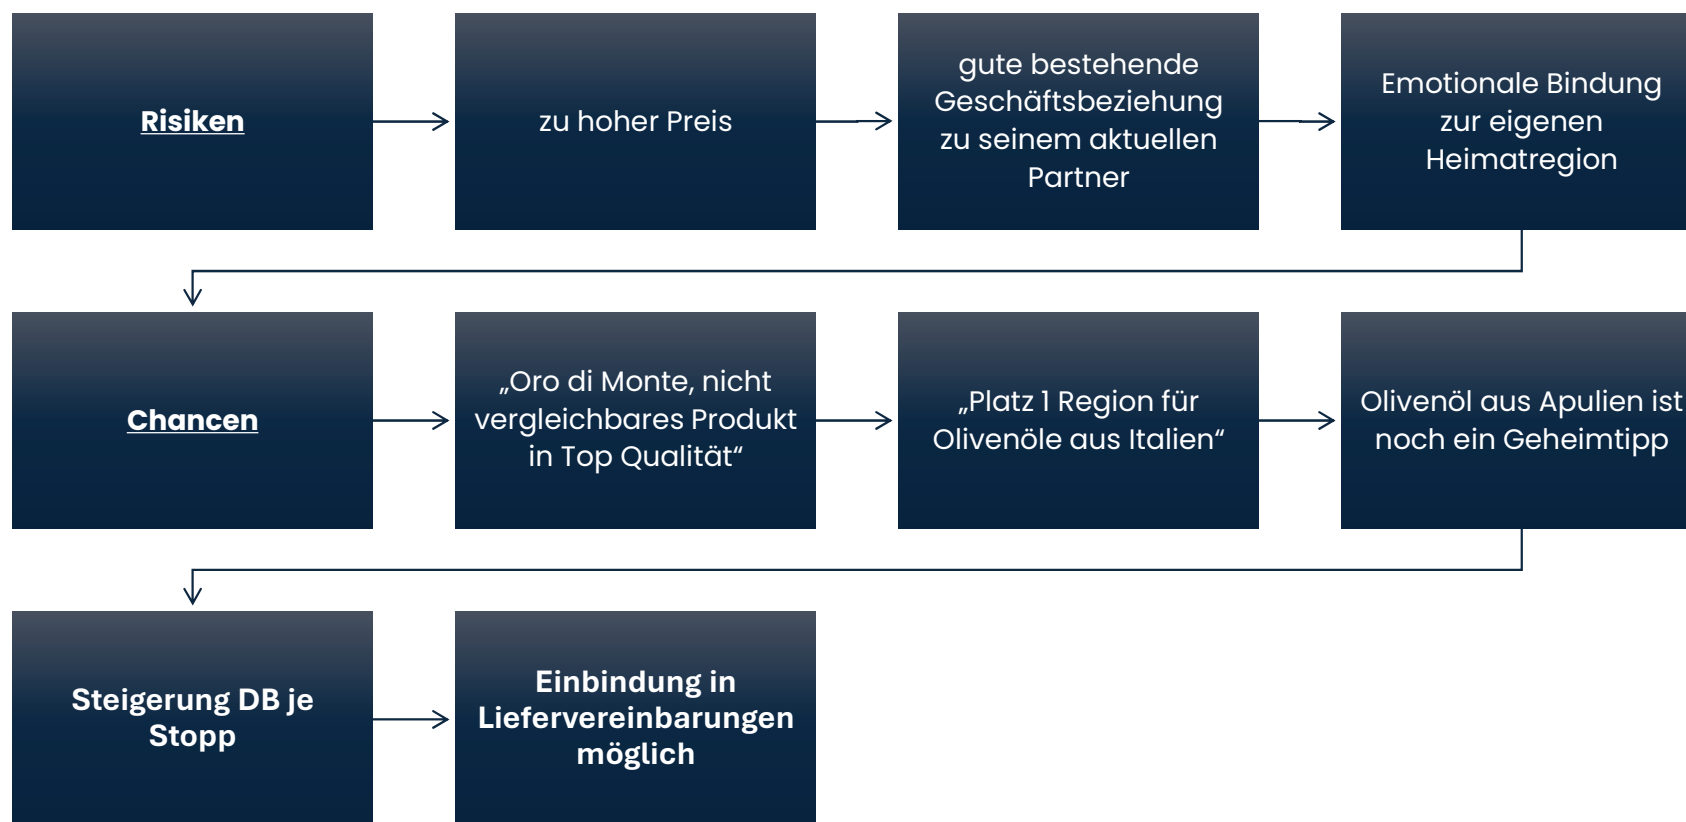 Risiken
zu hoher Preis
gute bestehende
Geschäftsbeziehung
zu seinem aktuellen
Partner
Emotionale Bindung
zur eigenen
Heimatregion
Chancen
„Oro di Monte, nicht
vergleichbares Produkt
in Top Qualität“
„Platz 1 Region für
Olivenöle aus Italien“
Olivenöl aus Apulien ist
noch ein Geheimtipp
Steigerung DB je
Stopp
Einbindung in
Liefervereinbarungen
möglich